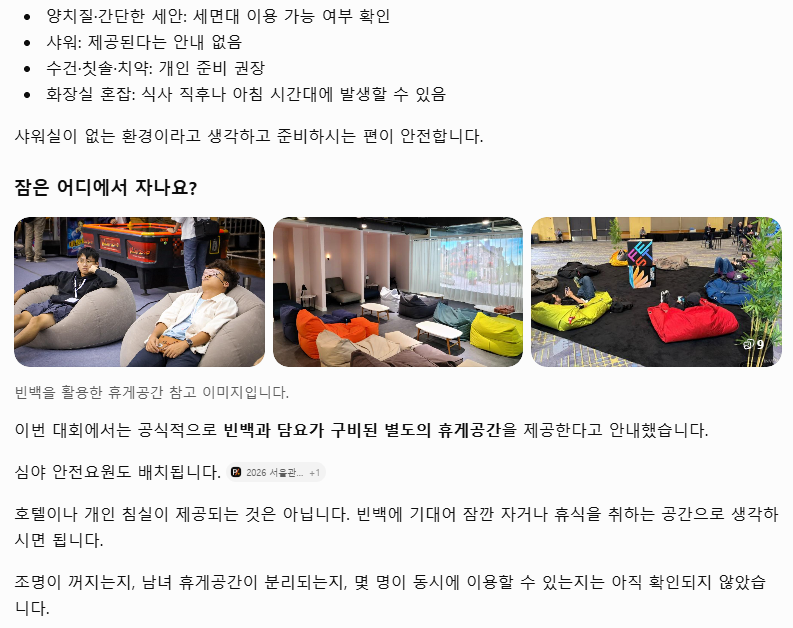 양치질·간단한 세안: 세면대 이용 가능 여부 확인
샤워: 제공된다는 안내 없음
수건·칫솔·치약: 개인 준비 권장
화장실 혼잡: 식사 직후나 아침 시간대에 발생할 수 있음
샤워실이 없는 환경이라고 생각하고 준비하시는 편이 안전합니다.
잠은 어디에서 자나요?
9
빈백을 활용한 휴게공간 참고 이미지입니다.
이번 대회에서는 공식적으로 빈백과 담요가 구비된 별도의 휴게공간을 제공한다고 안내했습니다.
심야 안전요원도 배치됩니다. 2026 서울관... +1
호텔이나 개인 침실이 제공되는 것은 아닙니다. 빈백에 기대어 잠깐 자거나 휴식을 취하는 공간으로 생각하
시면 됩니다.
조명이 꺼지는지, 남녀 휴게공간이 분리되는지, 몇 명이 동시에 이용할 수 있는지는 아직 확인되지 않았습
니다.